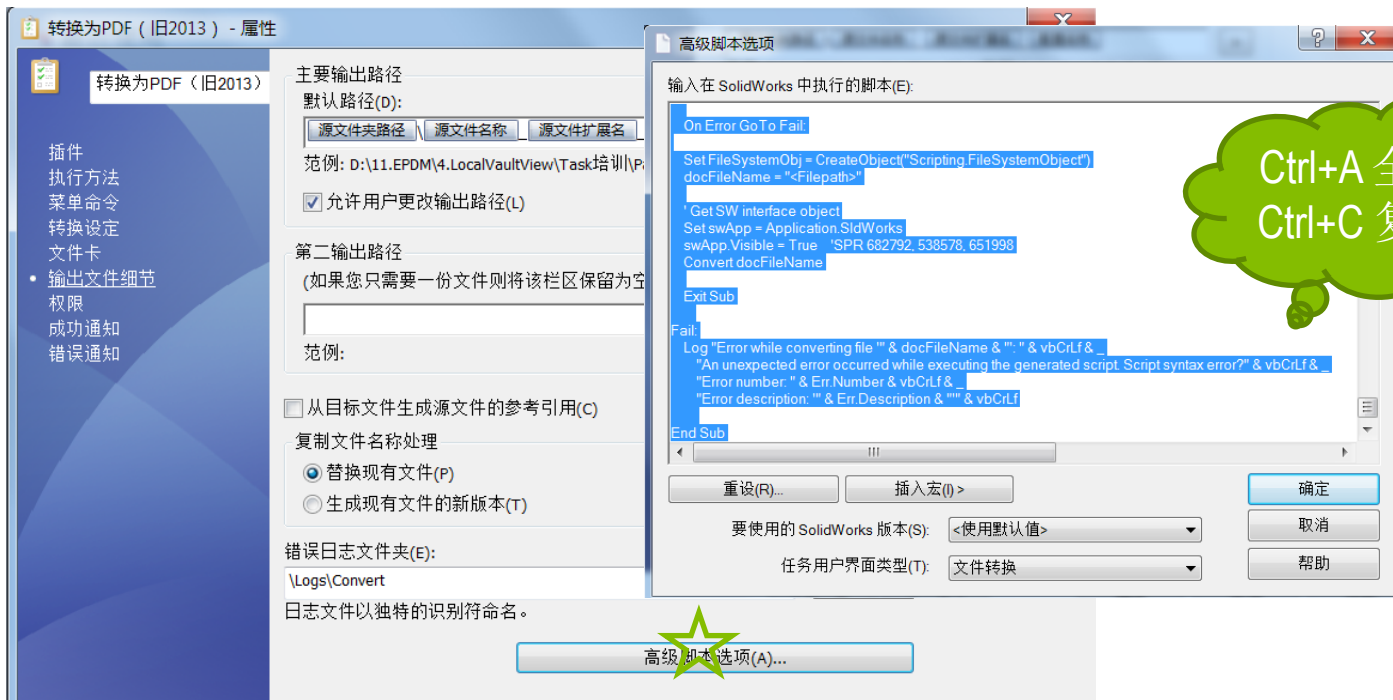 转换为PDF（旧2013） - 属性
转换为PDF（旧2013）
插件
执行方法
菜单命令
转换设定
文件卡
输出文件细节
权限
成功通知
错误通知
主要输出路径
默认路径(D):
源文件夹路径 \ 源文件名称 _ 源文件扩展名 _
范例: D:\11.EPDM\4.LocalVaultView\Task培训\P
允许用户更改输出路径(L)
第二输出路径
(如果您只需要一份文件则将该栏区保留为空
范例:
从目标文件生成源文件的参考引用(C)
复制文件名称处理
替换现有文件(P)
生成现有文件的新版本(T)
错误日志文件夹(E):
\Logs\Convert
日志文件以独特的识别符命名。
高级脚本选项(A)...
高级脚本选项
输入在 SolidWorks 中执行的脚本(E):
On Error GoTo Fail:
Set FileSystemObj = CreateObject("Scripting.FileSystemObject")
docFileName = "<Filepath>"
' Get SW interface object
Set swApp = Application.SldWorks
swApp.Visible = True 'SPR 682792, 538578, 651998
Convert docFileName
Exit Sub
Fail:
Log "Error while converting file '" & docFileName & "': " & vbCrLf & _
"An unexpected error occurred while executing the generated script. Script syntax error?" & vbCrLf & _
"Error number: " & Err.Number & vbCrLf & _
"Error description: '" & Err.Description & "'" & vbCrLf
End Sub
重设(R)...
插入宏(I) >
要使用的 SolidWorks 版本(S):
<使用默认值>
任务用户界面类型(T):
文件转换
确定
取消
帮助
Ctrl+A 全
Ctrl+C 复